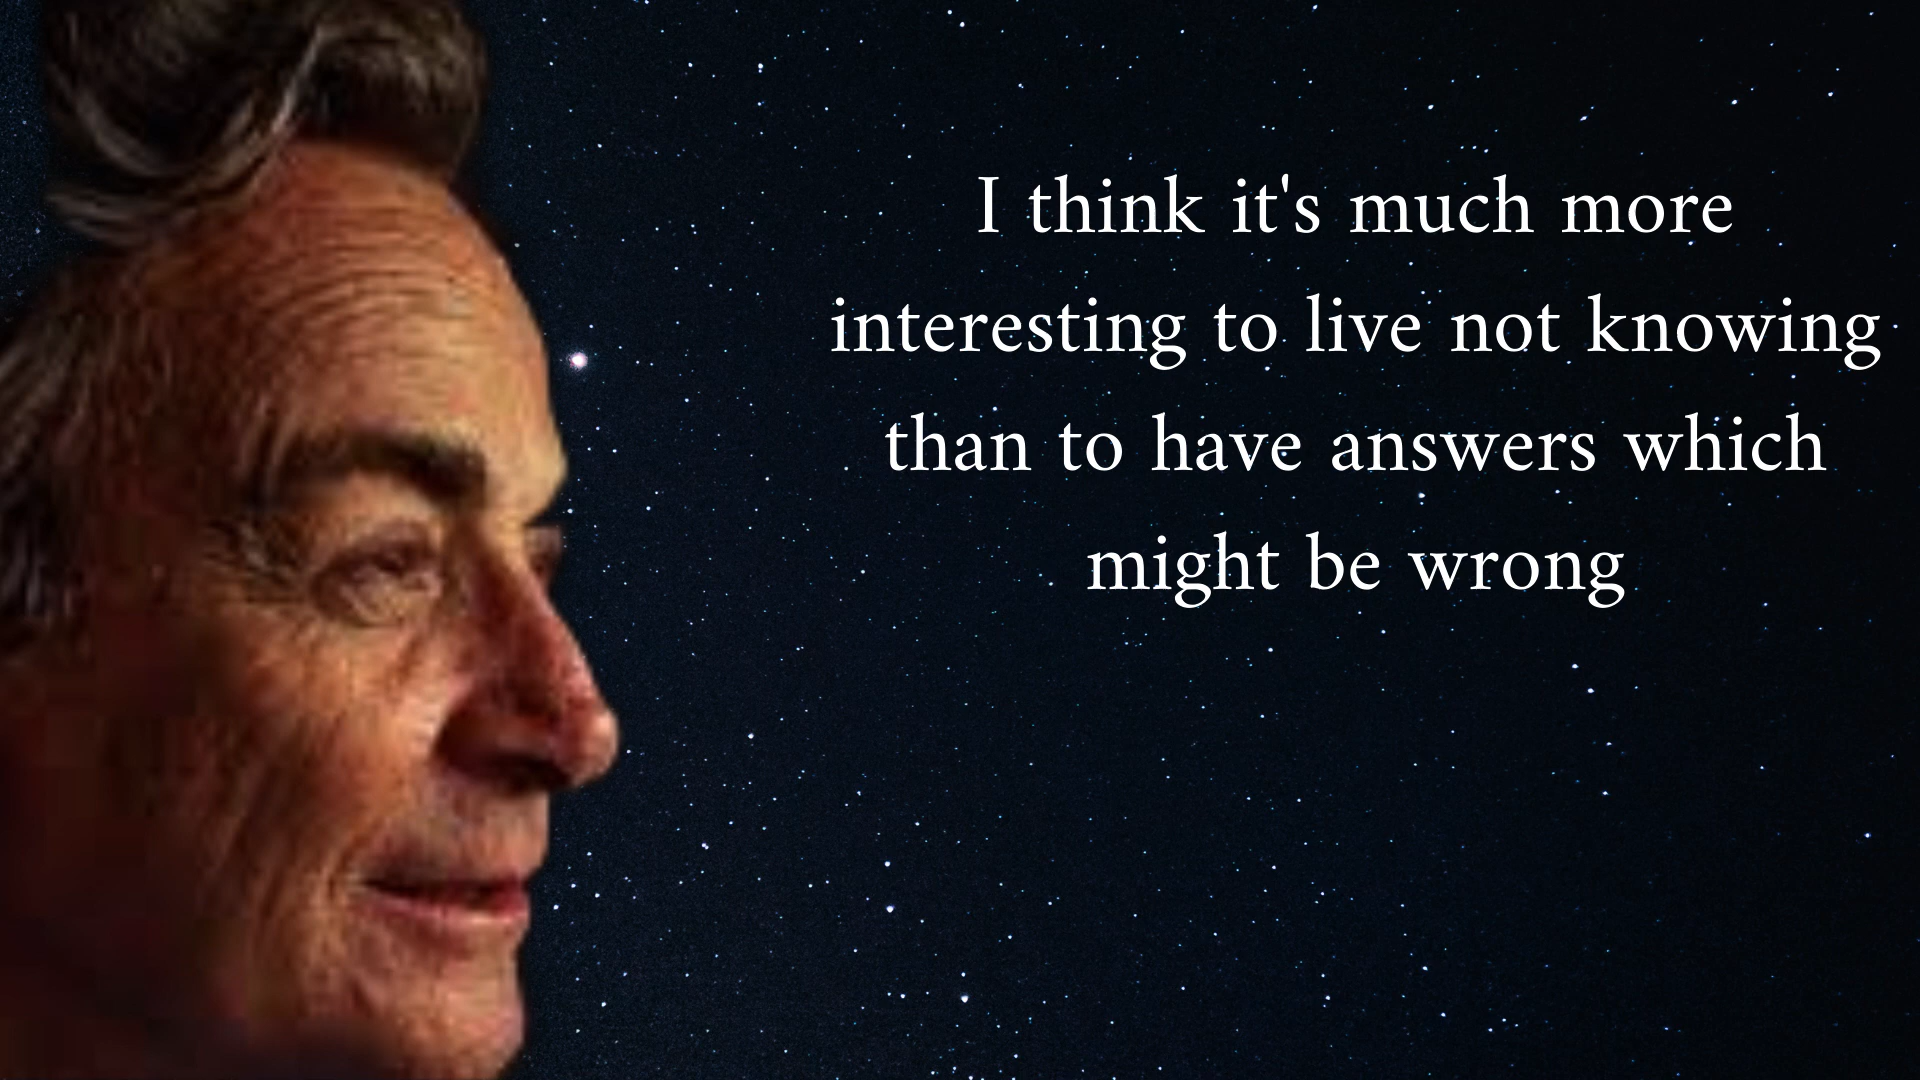 I think it's much more
interesting to live not knowing
than to have answers which
might be wrong